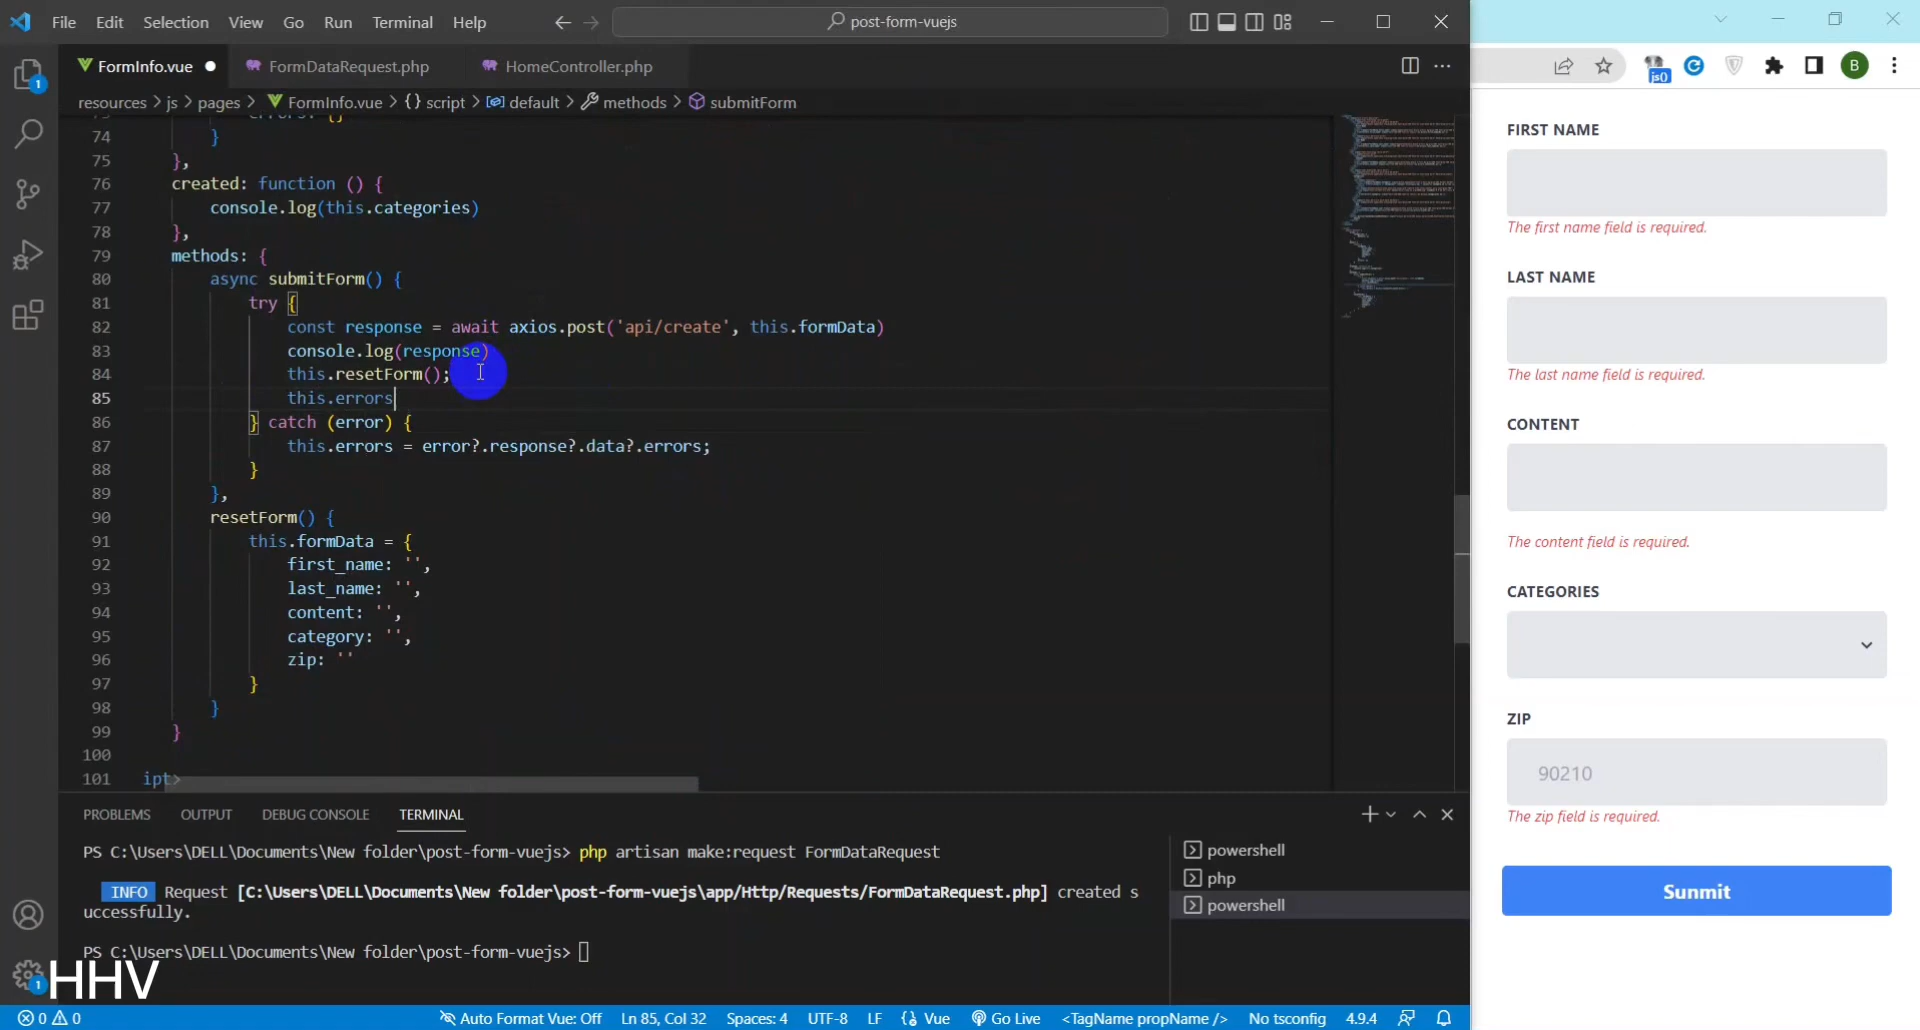 File Edit Selection View Go Run Terminal Help
post-form-vuejs
FormInfo.vue
FormDataRequest.php
HomeController.php
resources > js > pages > FormInfo.vue > {} script > default > methods > submitForm
73 errors: {}
74 }
75 },
76 created: function () {
77 console.log(this.categories)
78 },
79 methods: {
80 async submitForm() {
81 try {
82 const response = await axios.post('api/create', this.formData)
83 console.log(response)
84 this.resetForm();
85 this.errors
86 } catch (error) {
87 this.errors = error?.response?.data?.errors;
88 }
89 },
90 resetForm() {
91 this.formData = {
92 first_name: '',
93 last_name: '',
94 content: '',
95 category: '',
96 zip: ''
97 }
98 }
99 }
100
101 ipt>
PROBLEMS OUTPUT DEBUG CONSOLE TERMINAL
PS C:\Users\DELL\Documents\New folder\post-form-vuejs> php artisan make:request FormDataRequest
INFO Request [C:\Users\DELL\Documents\New folder\post-form-vuejs\app/Http/Requests/FormDataRequest.php] created s
uccessfully.
PS C:\Users\DELL\Documents\New folder\post-form-vuejs>
powershell
php
powershell
1
1
HHV
0 0
Auto Format Vue: Off
Ln 85, Col 32
Spaces: 4
UTF-8
LF
{} Vue
Go Live
<TagName propName />
No tsconfig
4.9.4
js()
B
FIRST NAME
The first name field is required.
LAST NAME
The last name field is required.
CONTENT
The content field is required.
CATEGORIES
ZIP
90210
The zip field is required.
Sunmit